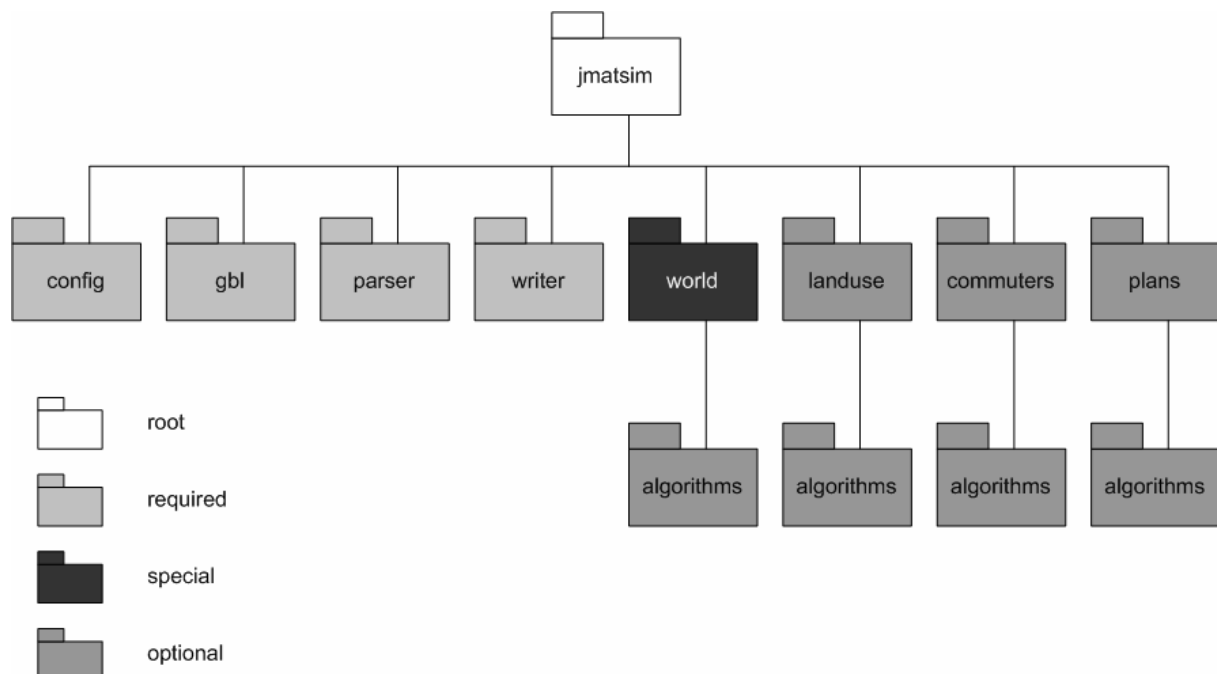 jmatsim
config
gbl
parser
writer
world
landuse
commuters
plans
root
required
algorithms
algorithms
algorithms
algorithms
special
optional